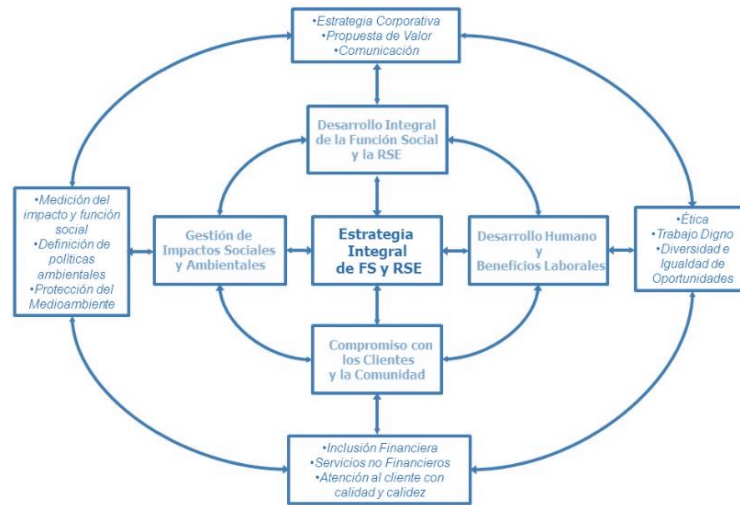 •Estrategia Corporativa
•Propuesta de Valor
•Comunicación
Desarrollo Integral
de la Función Social
y la RSE
•Medición del
impacto y función
social
•Definición de
políticas
ambientales
•Protección del
Medioambiente
Gestión de
Impactos Sociales
y Ambientales
Estrategia
Integral
de FS y RSE
Desarrollo Humano
y
Beneficios Laborales
•Ética
•Trabajo Digno
•Diversidad e
Igualdad de
Oportunidades
Compromiso con
los Clientes
y la Comunidad
•Inclusión Financiera
•Servicios no Financieros
•Atención al cliente con
calidad y calidez